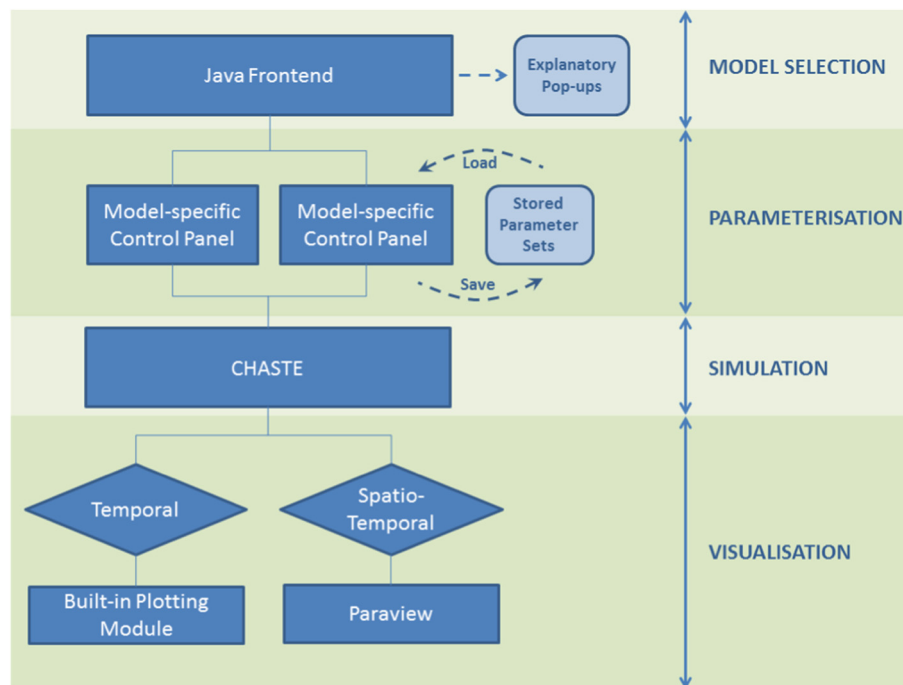 Java Frontend
Explanatory
Pop-ups
MODEL SELECTION
Load
Model-specific
Control Panel
Model-specific
Control Panel
Stored
Parameter
Sets
PARAMETERISATION
Save
CHASTE
SIMULATION
Temporal
Spatio-
Temporal
VISUALISATION
Built-in Plotting
Module
Paraview